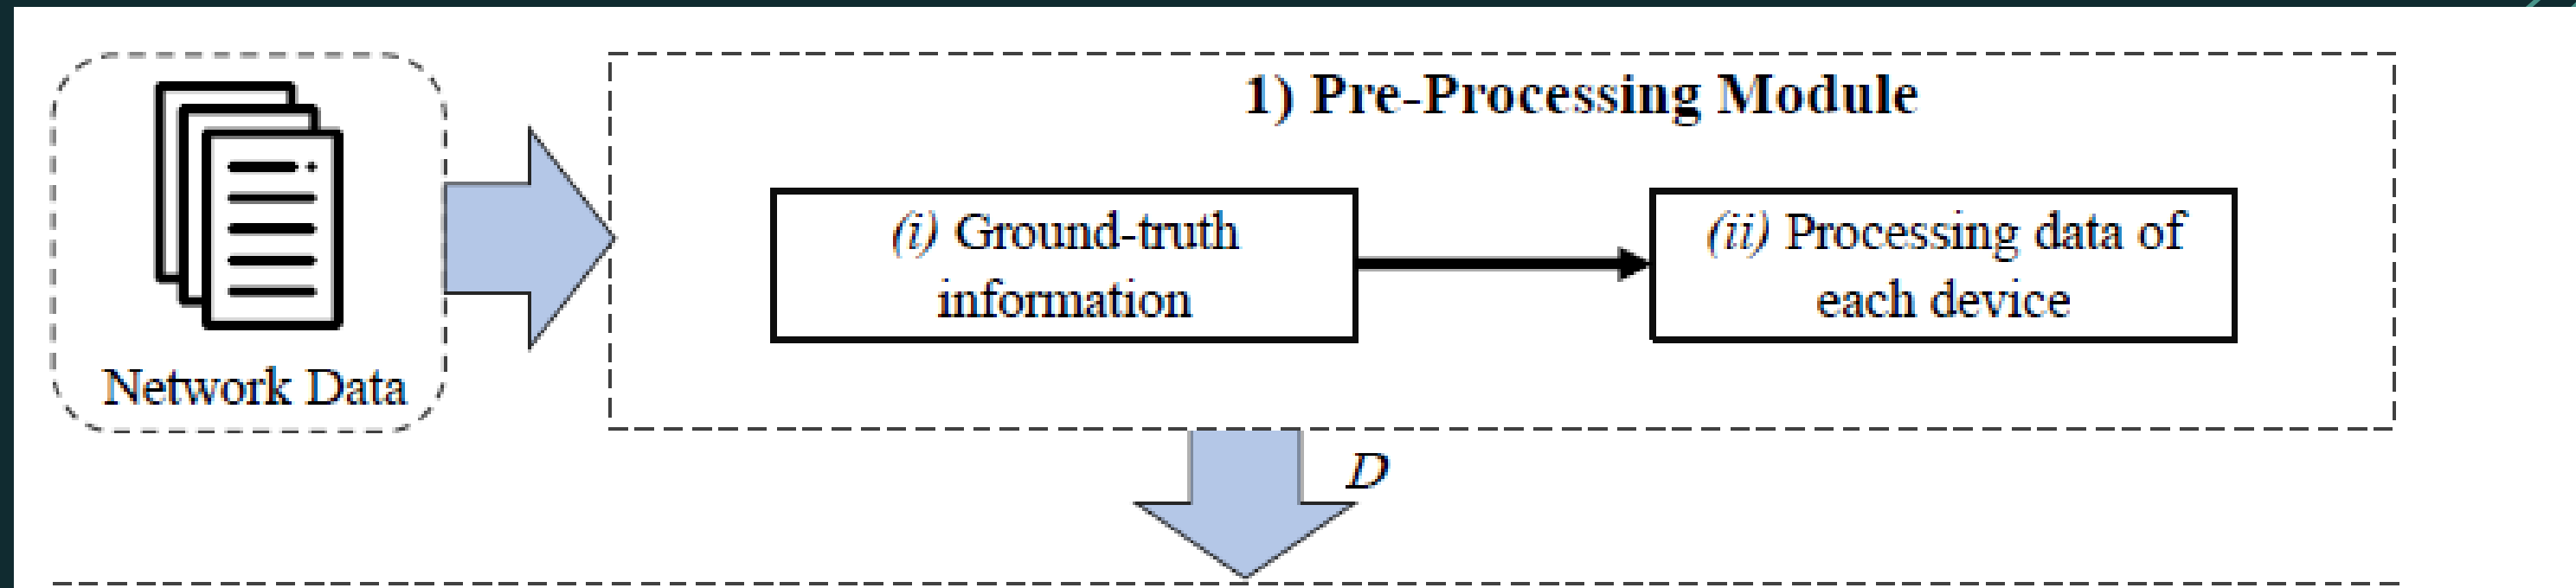 1) Pre-Processing Module
(i) Ground-truth
information
(ii) Processing data of
each device
Network Data
D